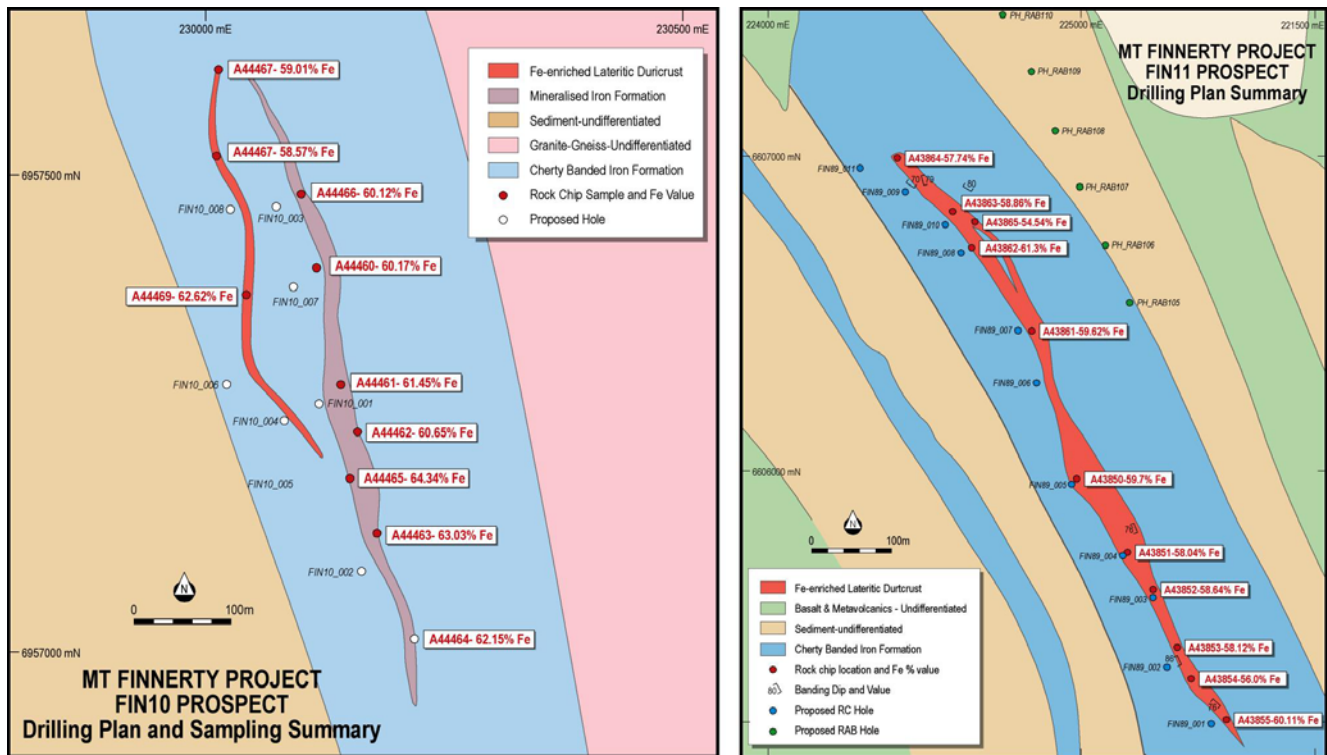 230000 mE
230500 mE
A44467- 59.01% Fe
Fe-enriched Lateritic Duricrust
Mineralised Iron Formation
Sediment-undifferentiated
Granite-Gneiss-Undifferentiated
Cherty Banded Iron Formation
Rock Chip Sample and Fe Value
Proposed Hole
A44467- 58.57% Fe
6957500 mN
A44466- 60.12% Fe
FIN10_008
FIN10_003
A44460- 60.17% Fe
A44469- 62.62% Fe
FIN10_007
FIN10_006
A44461- 61.45% Fe
FIN10_001
FIN10_004
A44462- 60.65% Fe
A44465- 64.34% Fe
FIN10_005
A44463- 63.03% Fe
FIN10_002
N
0 100m
A44464- 62.15% Fe
6957000 mN
MT FINNERTY PROJECT
FIN10 PROSPECT
Drilling Plan and Sampling Summary
224000 mE
PH_RAB110
225000 mE
221500 mE
MT FINNERTY PROJECT
FIN11 PROSPECT
Drilling Plan Summary
PH_RAB109
PH_RAB108
6607000 mN
A43864-57.74% Fe
FIN89_011
70
79
80
PH_RAB107
FIN89_009
A43863-58.86% Fe
A43865-54.54% Fe
FIN89_010
A43862-61.3% Fe
PH_RAB106
FIN89_008
PH_RAB105
FIN89_007
A43861-59.62% Fe
FIN89_006
6606000 mN
A43850-59.7% Fe
FIN89_005
76
N
0 100m
A43851-58.04% Fe
FIN89_004
A43852-58.64% Fe
FIN89_003
A43853-58.12% Fe
86
FIN89_002
A43854-56.0% Fe
A43855-60.11% Fe
FIN89_001
Fe-enriched Lateritic Durtcrust
Basalt & Metavolcanics - Undifferentiated
Sediment-undifferentiated
Cherty Banded Iron Formation
Rock chip location and Fe % value
80 Banding Dip and Value
Proposed RC Hole
Proposed RAB Hole